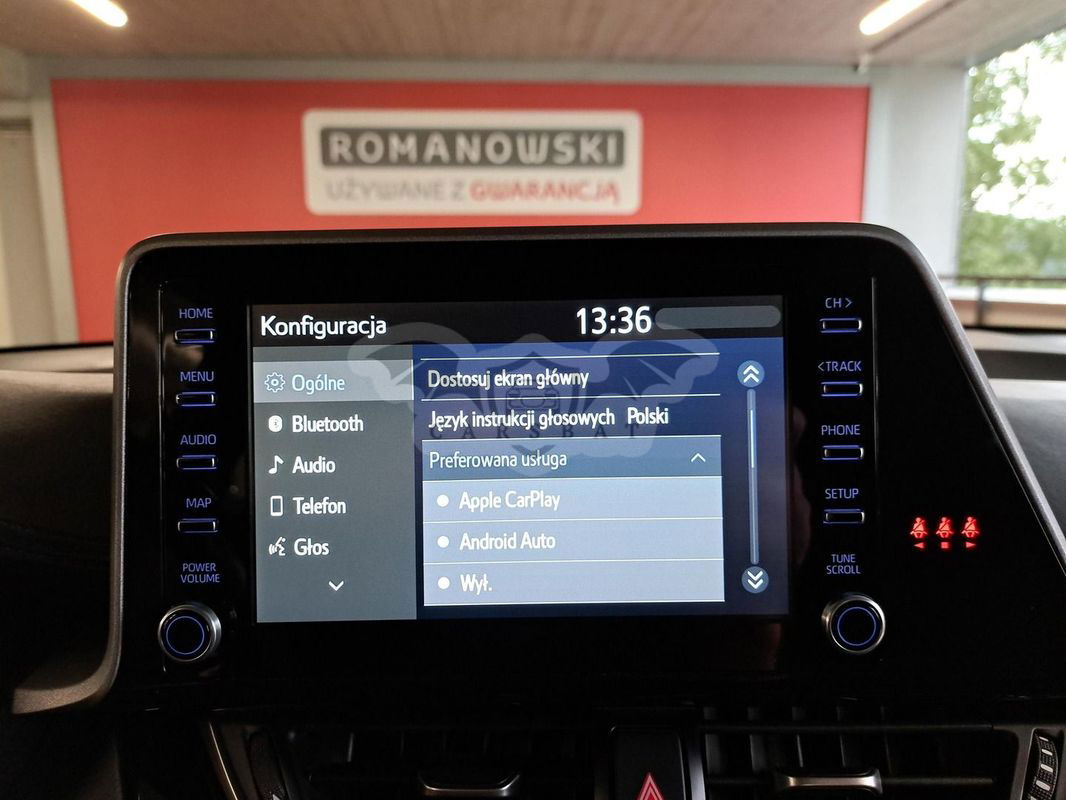 ROMANOWSKI
UŻYWANE Z GWARANCJĄ
HOME
MENU
AUDIO
MAP
POWER
VOLUME
Konfiguracja 13:36
Ogólne
Bluetooth
Audio
Telefon
Głos
Dostosuj ekran główny
Język instrukcji głosowych Polski
CARSBAT
Preferowana usługa
Apple CarPlay
Android Auto
Wył.
CH >
< TRACK
PHONE
SETUP
TUNE
SCROLL